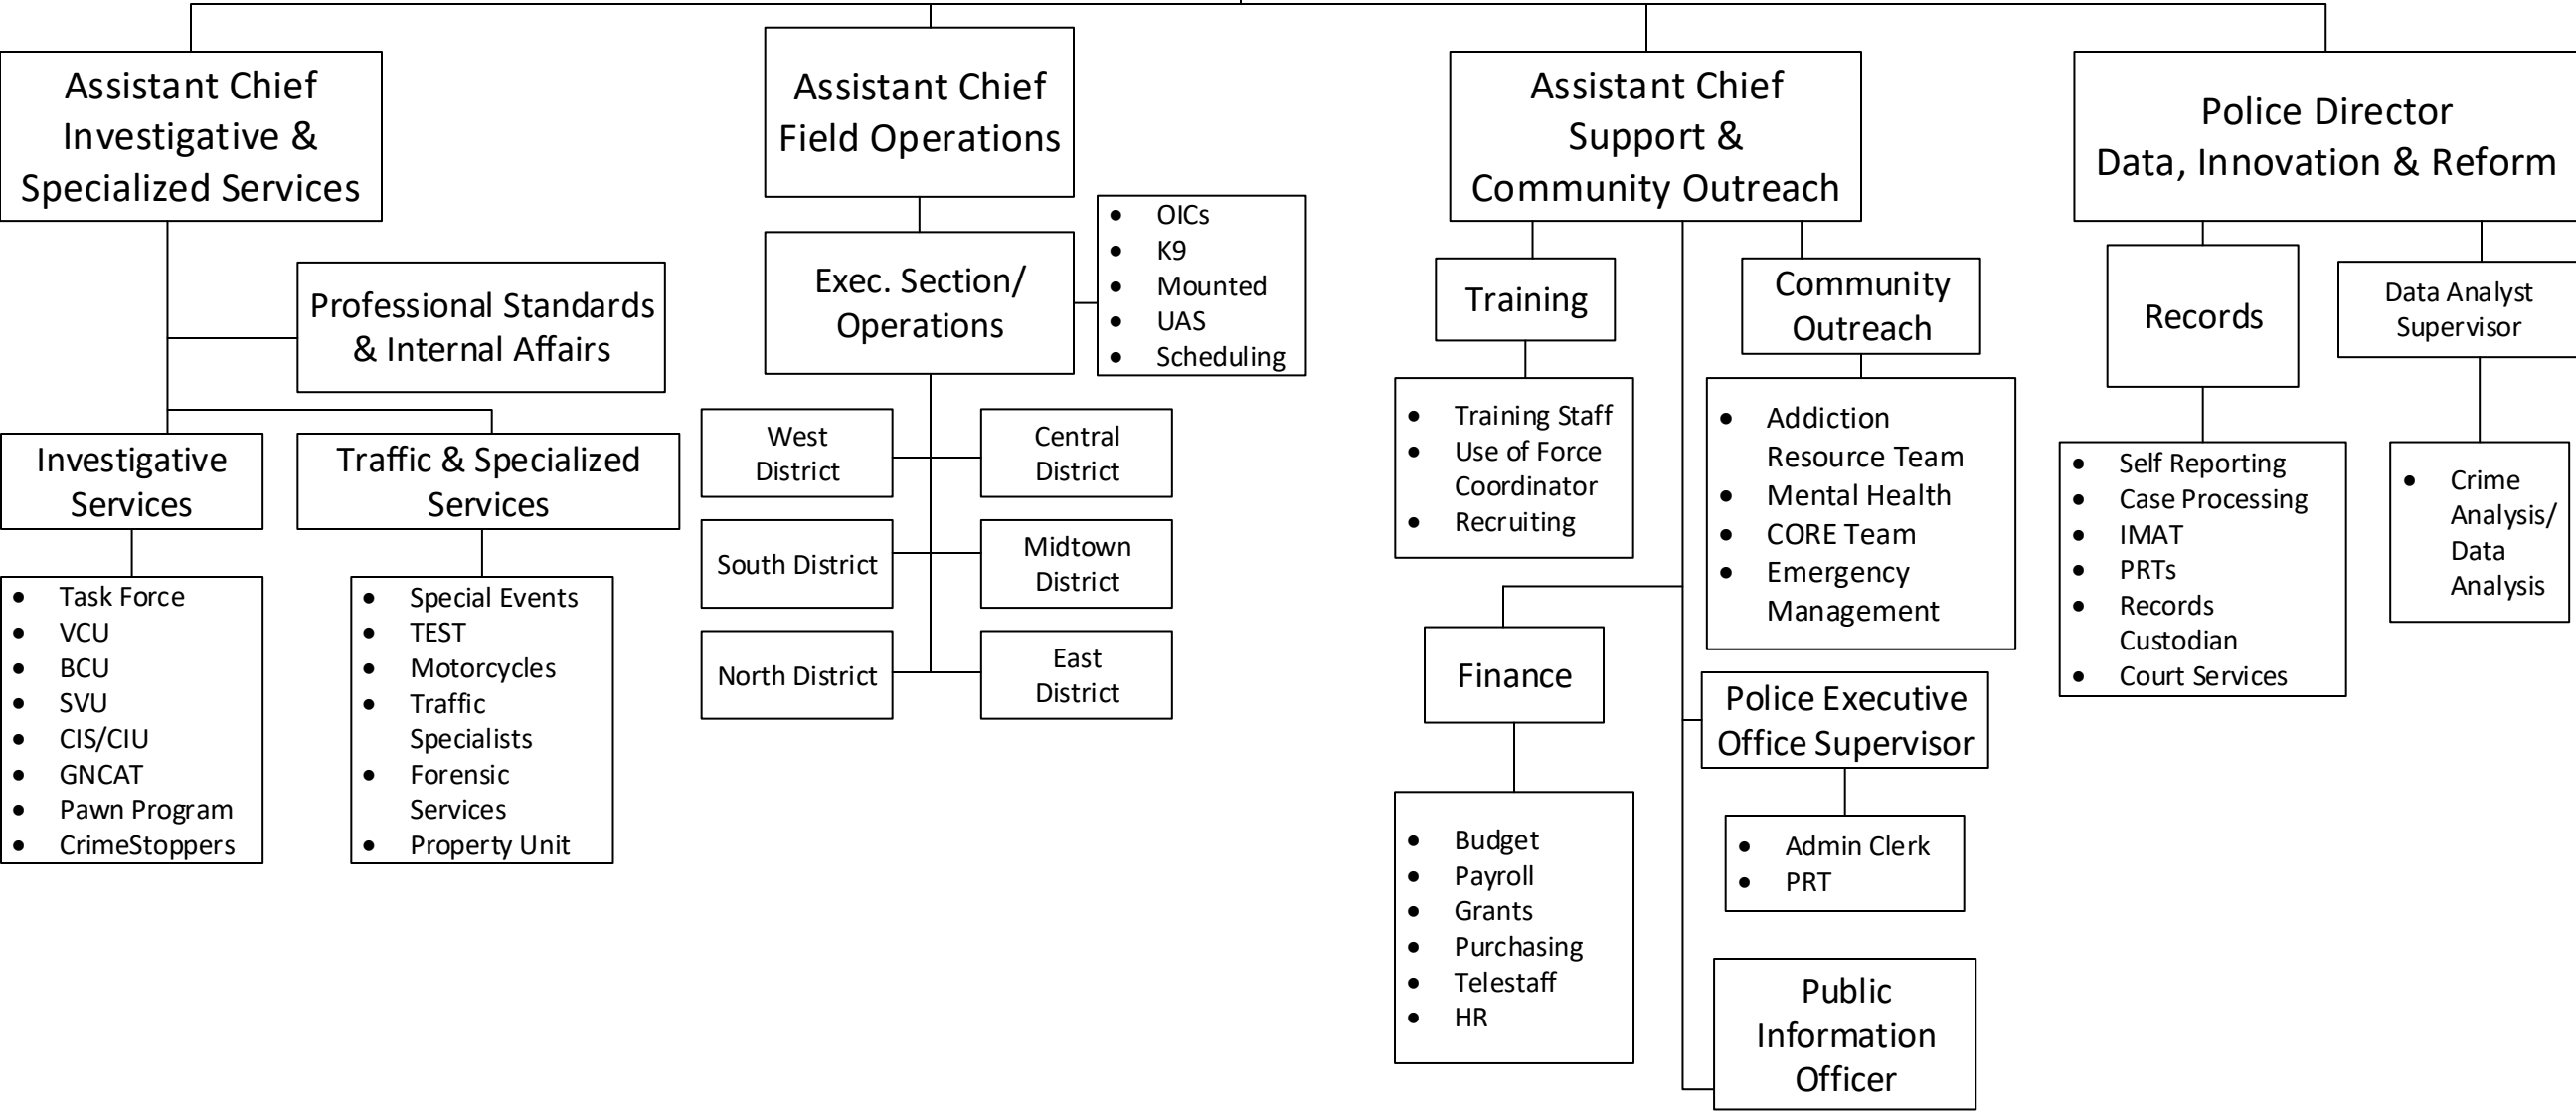 Assistant Chief
Investigative &
Specialized Services
Professional Standards
& Internal Affairs
Investigative
Services
• Task Force
• VCU
• BCU
• SVU
• CIS/CIU
• GNCAT
• Pawn Program
• CrimeStoppers
Traffic & Specialized
Services
• Special Events
• TEST
• Motorcycles
• Traffic
Specialists
• Forensic
Services
• Property Unit
Assistant Chief
Field Operations
Exec. Section/
Operations
• OICs
• K9
• Mounted
• UAS
• Scheduling
West
District
Central
District
South District
Midtown
District
North District
East
District
Assistant Chief
Support &
Community Outreach
Training
• Training Staff
• Use of Force
Coordinator
• Recruiting
Community
Outreach
• Addiction
Resource Team
• Mental Health
• CORE Team
• Emergency
Management
Finance
• Budget
• Payroll
• Grants
• Purchasing
• Telestaff
• HR
Police Executive
Office Supervisor
• Admin Clerk
• PRT
Public
Information
Officer
Police Director
Data, Innovation & Reform
Records
• Self Reporting
• Case Processing
• IMAT
• PRTs
• Records
Custodian
• Court Services
Data Analyst
Supervisor
• Crime
Analysis/
Data
Analysis